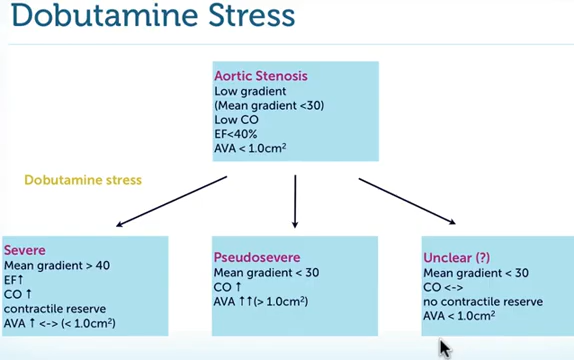 Dobutamine Stress
Aortic Stenosis
Low gradient
(Mean gradient <30)
Low CO
EF<40%
AVA < 1.0cm²
Dobutamine stress
Severe
Mean gradient > 40
EF↑
CO ↑
contractile reserve
AVA ↑ <-> (< 1.0cm²)
Pseudosevere
Mean gradient < 30
CO ↑
AVA ↑↑(> 1.0cm²)
Unclear (?)
Mean gradient < 30
CO <->
no contractile reserve
AVA < 1.0cm²